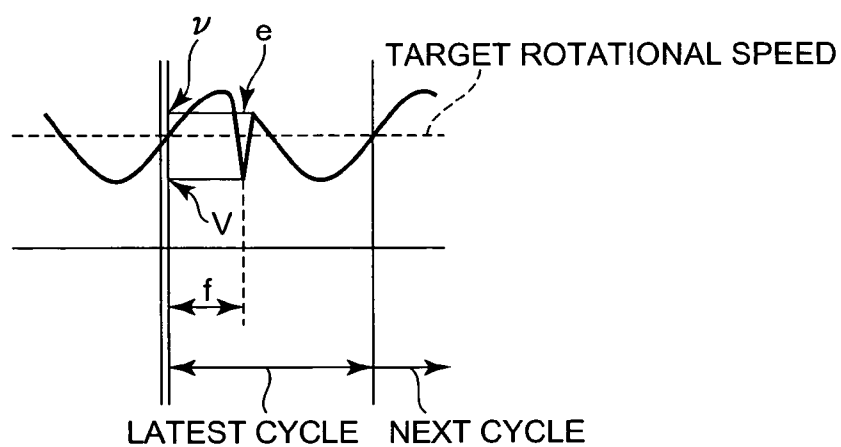 ν
e
TARGET ROTATIONAL SPEED
V
f
LATEST CYCLE
NEXT CYCLE